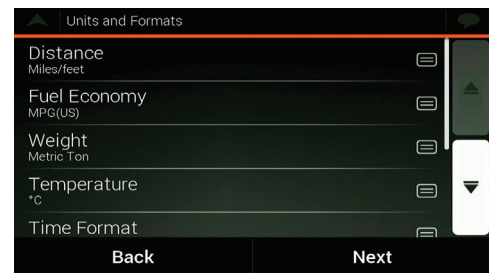 Units and Formats
Distance
Miles/feet
Fuel Economy
MPG(US)
Weight
Metric Ton
Temperature
°C
Time Format
Back
Next